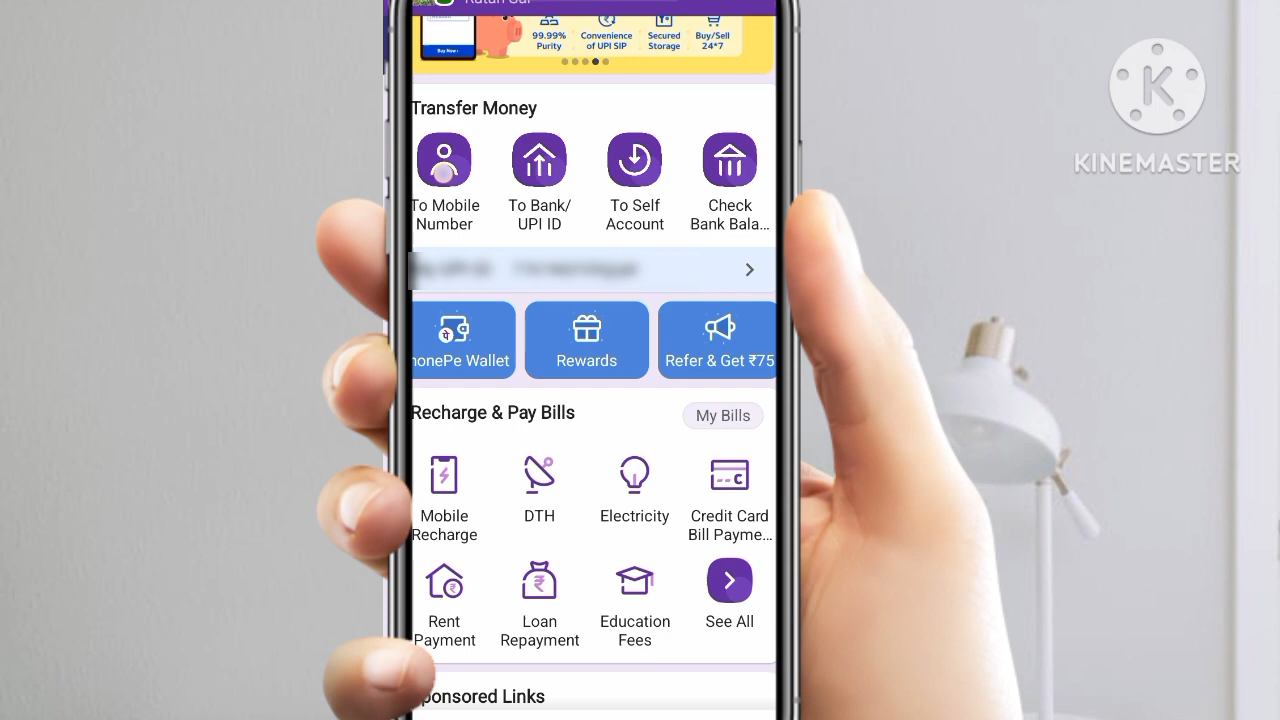 99.99% Convenience Secured Buy/Sell
Purity of UPI SIP Storage 24*7
Buy Now
Transfer Money
To Mobile To Bank/ To Self Check
Number UPI ID Account Bank Bala...
honePe Wallet Rewards Refer & Get ₹75
Recharge & Pay Bills My Bills
Mobile DTH Electricity Credit Card
Recharge Bill Payme...
Rent Loan Education See All
Payment Repayment Fees
ponsored Links
K
KINEMASTER